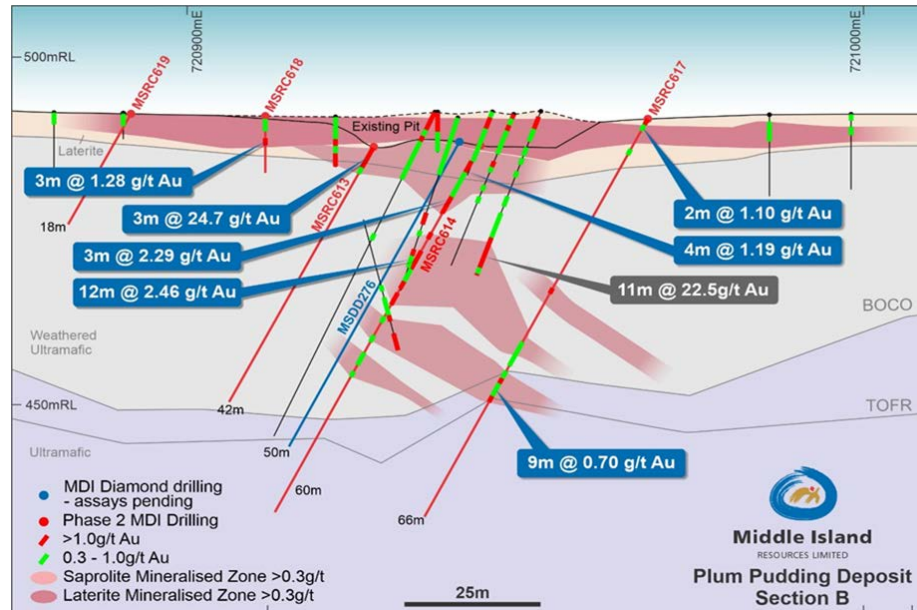 500mRL
720900mE
721000mE
MSRC619
MSRC618
MSRC617
Existing Pit
Laterite
3m @ 1.28 g/t Au
18m
3m @ 24.7 g/t Au
MSRC613
2m @ 1.10 g/t Au
3m @ 2.29 g/t Au
MSRC614
4m @ 1.19 g/t Au
12m @ 2.46 g/t Au
11m @ 22.5g/t Au
MSDD276
BOCO
Weathered
Ultramafic
450mRL
42m
TOFR
50m
Ultramafic
9m @ 0.70 g/t Au
60m
66m
MDI Diamond drilling
- assays pending
Phase 2 MDI Drilling
>1.0g/t Au
0.3 - 1.0g/t Au
Saprolite Mineralised Zone >0.3g/t
Laterite Mineralised Zone >0.3g/t
25m
Middle Island
RESOURCES LIMITED
Plum Pudding Deposit
Section B